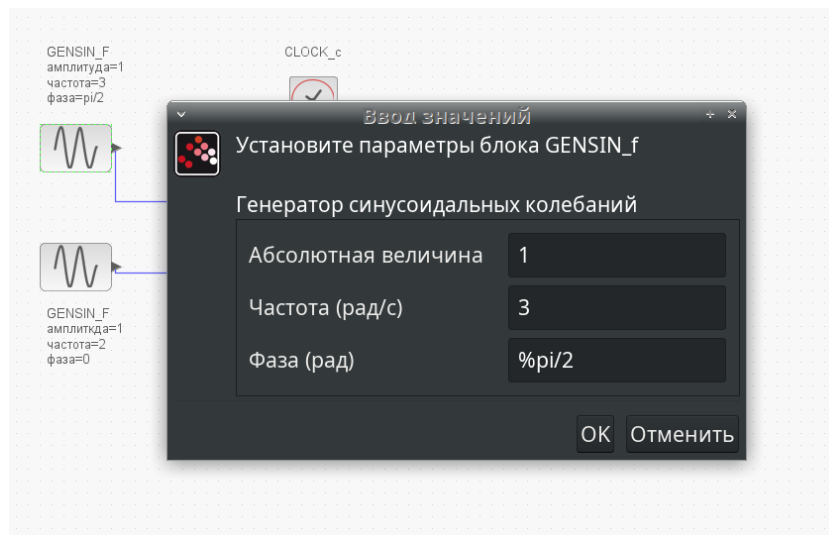 GENSIN_F
амплитуда=1
частота=3
фаза=pi/2
CLOCK_c
Ввод значений
Установите параметры блока GENSIN_f
Генератор синусоидальных колебаний
Абсолютная величина 1
Частота (рад/с) 3
Фаза (рад) %pi/2
OK Отменить
GENSIN_F
амплиткда=1
частота=2
фаза=0